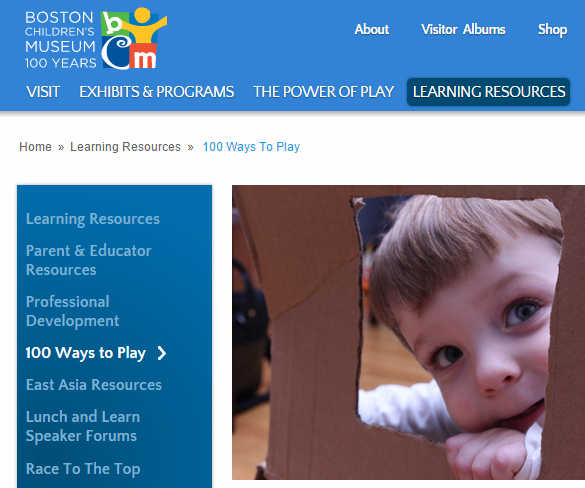 BOSTON
CHILDREN'S
MUSEUM
100 YEARS
b
C
m
About
Visitor Albums
Shop
VISIT
EXHIBITS & PROGRAMS
THE POWER OF PLAY
LEARNING RESOURCES
Home » Learning Resources » 100 Ways To Play
Learning Resources
Parent & Educator
Resources
Professional
Development
100 Ways to Play
East Asia Resources
Lunch and Learn
Speaker Forums
Race To The Top